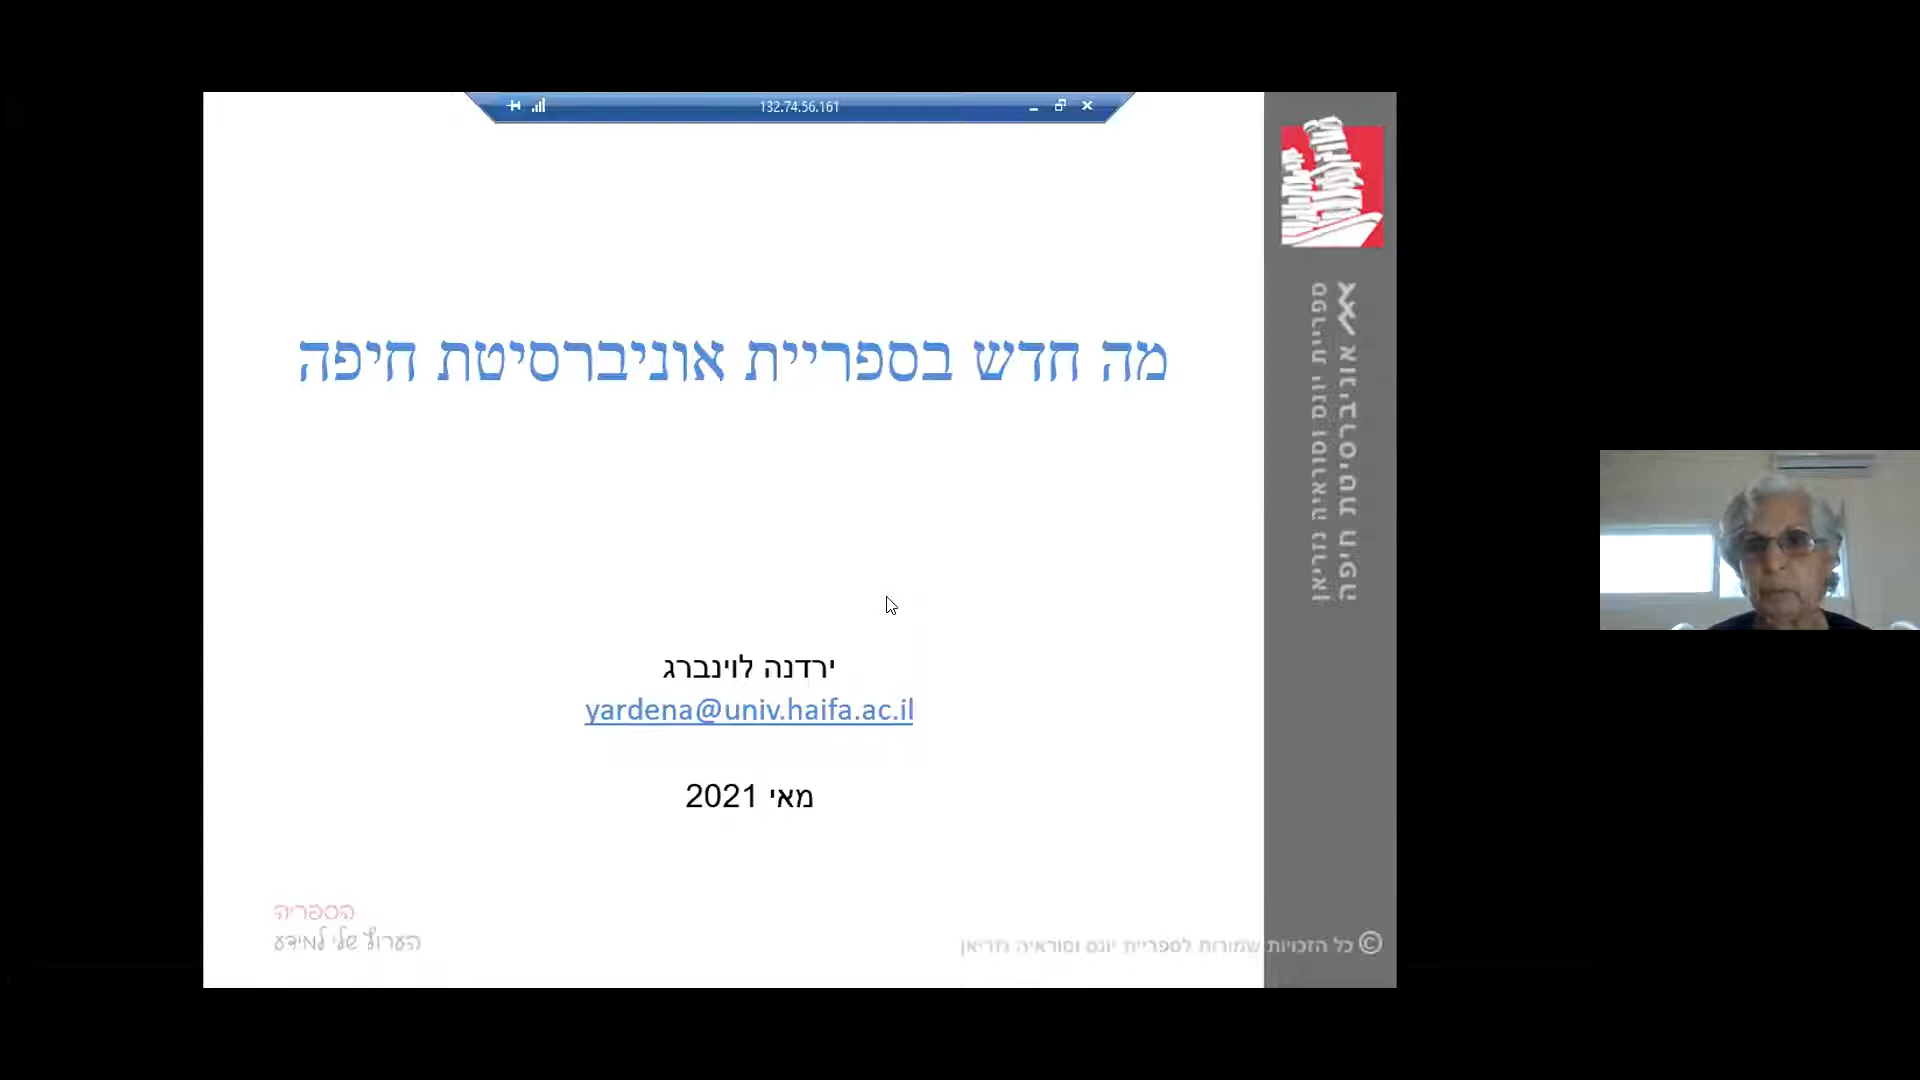 132.74.56.161
מה חדש בספריית אוניברסיטת חיפה
ירדנה לוינברג
yardena@univ.haifa.ac.il
מאי 2021
הספריה
הערוץ שלי למידע
© כל הזכויות שמורות לספריית יונס וסוראיה נזריאן
אוניברסיטת חיפה
ספריית יונס וסוראיה נזריאן